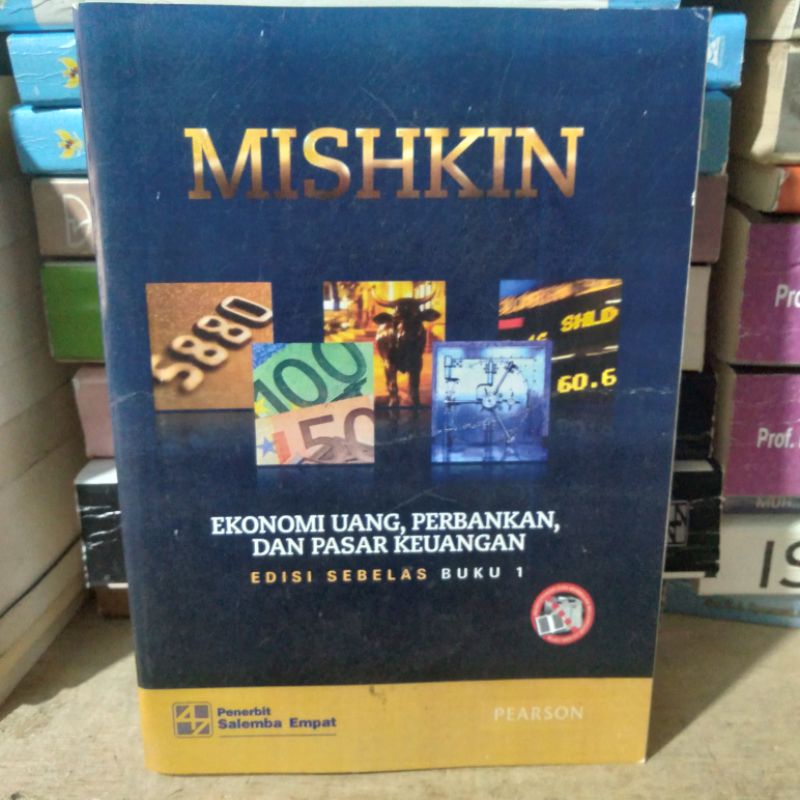 MISHKIN
5880
SHLD
60.6
100
50
EKONOMI UANG, PERBANKAN,
DAN PASAR KEUANGAN
EDISI SEBELAS BUKU 1
Penerbit
Salemba Empat
PEARSON
Prof.
IS